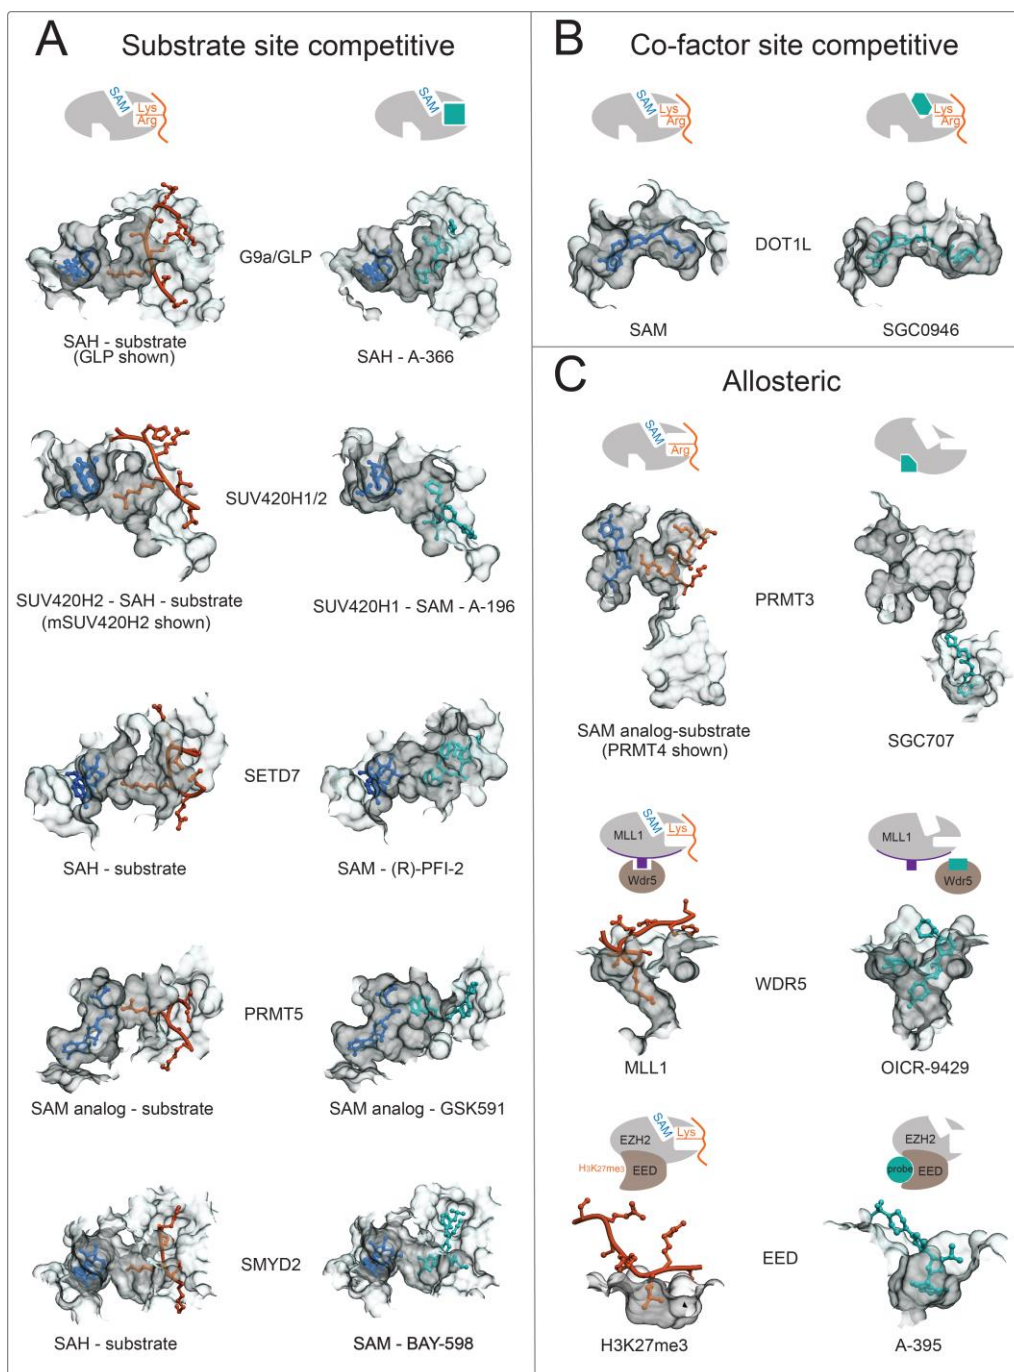 A Substrate site competitive
SAM
Lys
Arg
SAM
G9a/GLP
SAH - substrate
(GLP shown)
SAH - A-366
SUV420H1/2
SUV420H2 - SAH - substrate
(mSUV420H2 shown)
SUV420H1 - SAM - A-196
SETD7
SAH - substrate
SAM - (R)-PFI-2
PRMT5
SAM analog - substrate
SAM analog - GSK591
SMYD2
SAH - substrate
SAM - BAY-598
B Co-factor site competitive
SAM
Lys
Arg
Lys
Arg
DOT1L
SAM
SGC0946
C Allosteric
SAM
Arg
PRMT3
SAM analog-substrate
(PRMT4 shown)
SGC707
MLL1
SAM
Lys
Wdr5
MLL1
Wdr5
WDR5
MLL1
OICR-9429
EZH2
SAM
Lys
H3K27me3
EED
EZH2
probe
EED
EED
H3K27me3
A-395